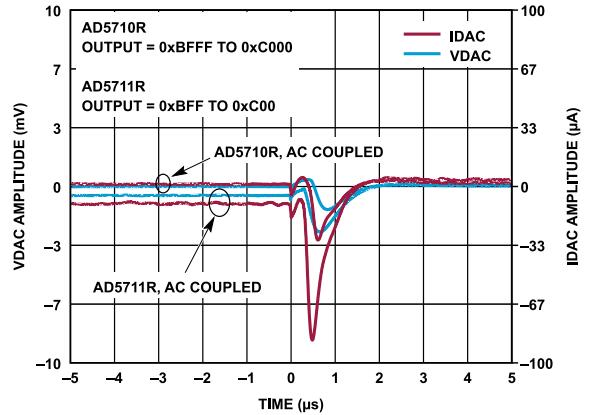 AD5710R
OUTPUT = 0xBFFF TO 0xC000
AD5711R
OUTPUT = 0xBFF TO 0xC00
IDAC
VDAC
AD5710R, AC COUPLED
AD5711R, AC COUPLED
VDAC AMPLITUDE (mV)
10
7
3
0
–3
–7
–10
IDAC AMPLITUDE (µA)
100
67
33
0
–33
–67
–100
–5
–4
–3
–2
–1
0
1
2
3
4
5
TIME (µs)